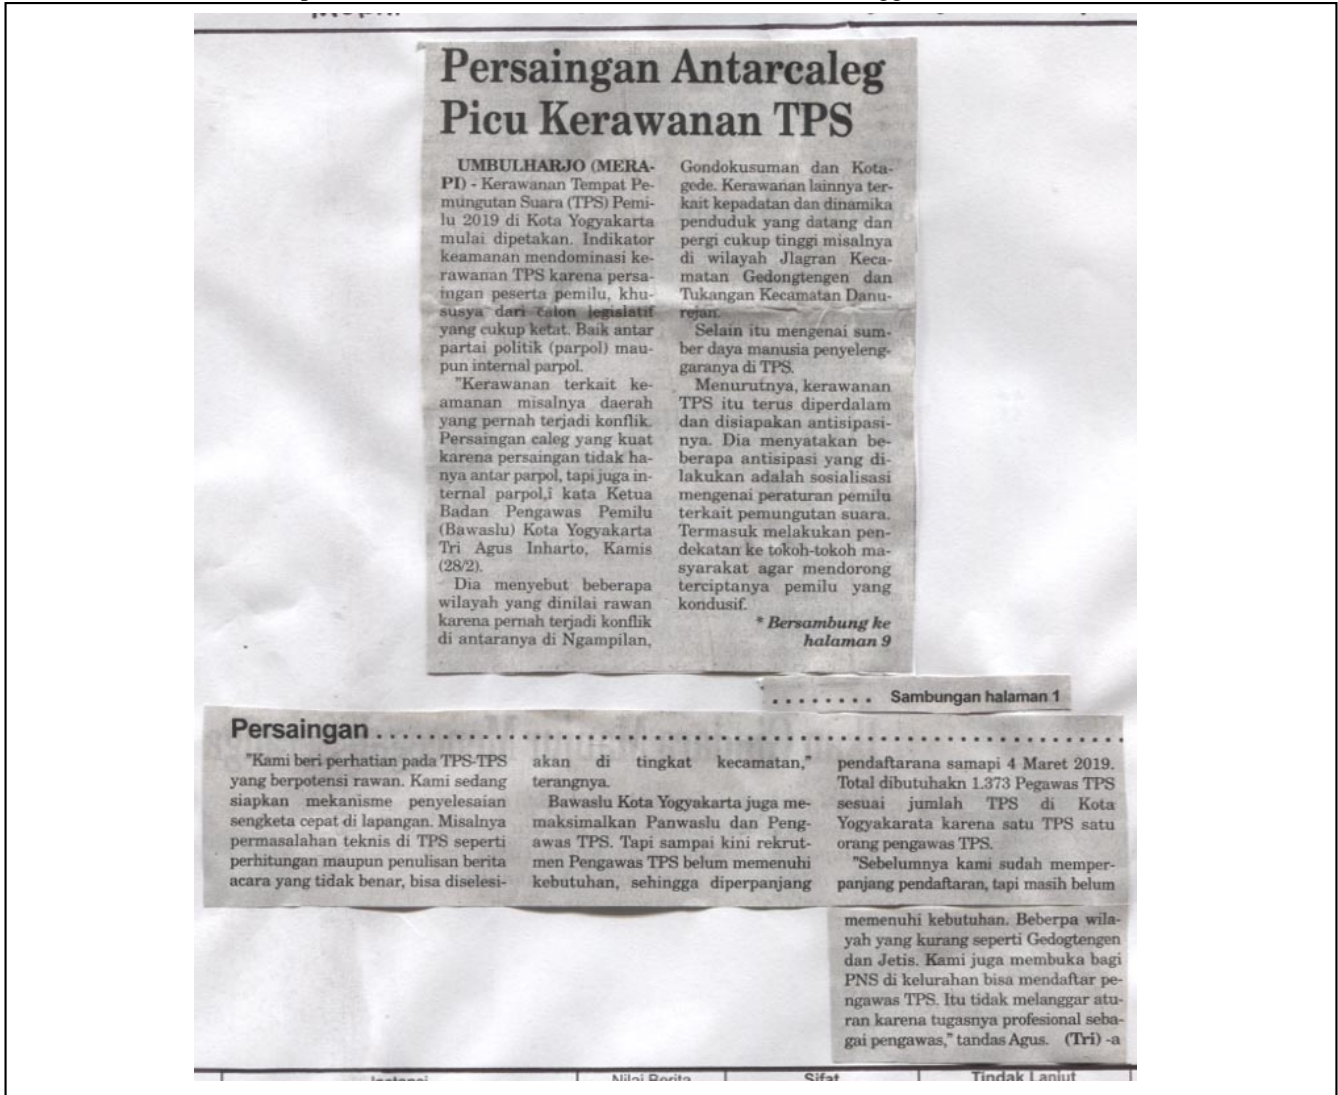 Persaingan Antarcaleg
Picu Kerawanan TPS
UMBULHARJO (MERA-
PI) - Kerawanan Tempat Pe-
mungutan Suara (TPS) Pemi-
lu 2019 di Kota Yogyakarta
mulai dipetakan. Indikator
keamanan mendominasi ke-
rawanan TPS karena persa-
ingan peserta pemilu, khu-
susya dari calon legislatif
yang cukup ketat. Baik antar
partai politik (parpol) mau-
pun internal parpol.
"Kerawanan terkait ke-
amanan misalnya daerah
yang pernah terjadi konflik.
Persaingan caleg yang kuat
karena persaingan tidak ha-
nya antar parpol, tapi juga in-
ternal parpol,î kata Ketua
Badan Pengawas Pemilu
(Bawaslu) Kota Yogyakarta
Tri Agus Inharto, Kamis
(28/2).
Dia menyebut beberapa
wilayah yang dinilai rawan
karena pernah terjadi konflik
di antaranya di Ngampilan,
Gondokusuman dan Kota-
gede. Kerawanan lainnya ter-
kait kepadatan dan dinamika
penduduk yang datang dan
pergi cukup tinggi misalnya
di wilayah Jlagran Keca-
matan Gedongtengen dan
Tukangan Kecamatan Danu-
rejan.
Selain itu mengenai sum-
ber daya manusia penyeleng-
garanya di TPS.
Menurutnya, kerawanan
TPS itu terus diperdalam
dan disiapakan antisipasi-
nya. Dia menyatakan be-
berapa antisipasi yang di-
lakukan adalah sosialisasi
mengenai peraturan pemilu
terkait pemungutan suara.
Termasuk melakukan pen-
dekatan ke tokoh-tokoh ma-
syarakat agar mendorong
terciptanya pemilu yang
kondusif.
* Bersambung ke
halaman 9
........ Sambungan halaman 1
Persaingan
"Kami beri perhatian pada TPS-TPS
yang berpotensi rawan. Kami sedang
siapkan mekanisme penyelesaian
sengketa cepat di lapangan. Misalnya
permasalahan teknis di TPS seperti
perhitungan maupun penulisan berita
acara yang tidak benar, bisa diselesi-
akan di tingkat kecamatan,"
terangnya.
Bawaslu Kota Yogyakarta juga me-
maksimalkan Panwaslu dan Peng-
awas TPS. Tapi sampai kini rekrut-
men Pengawas TPS belum memenuhi
kebutuhan, sehingga diperpanjang
pendaftarana samapi 4 Maret 2019.
Total dibutuhakn 1.373 Pegawas TPS
sesuai jumlah TPS di Kota
Yogyakarata karena satu TPS satu
orang pengawas TPS.
"Sebelumnya kami sudah memper-
panjang pendaftaran, tapi masih belum
memenuhi kebutuhan. Beberpa wila-
yah yang kurang seperti Gedogtengen
dan Jetis. Kami juga membuka bagi
PNS di kelurahan bisa mendaftar pe-
ngawas TPS. Itu tidak melanggar atu-
ran karena tugasnya profesional seba-
gai pengawas," tandas Agus. (Tri) -a
Instansi Nilai Berita Sifat Tindak Lanjut